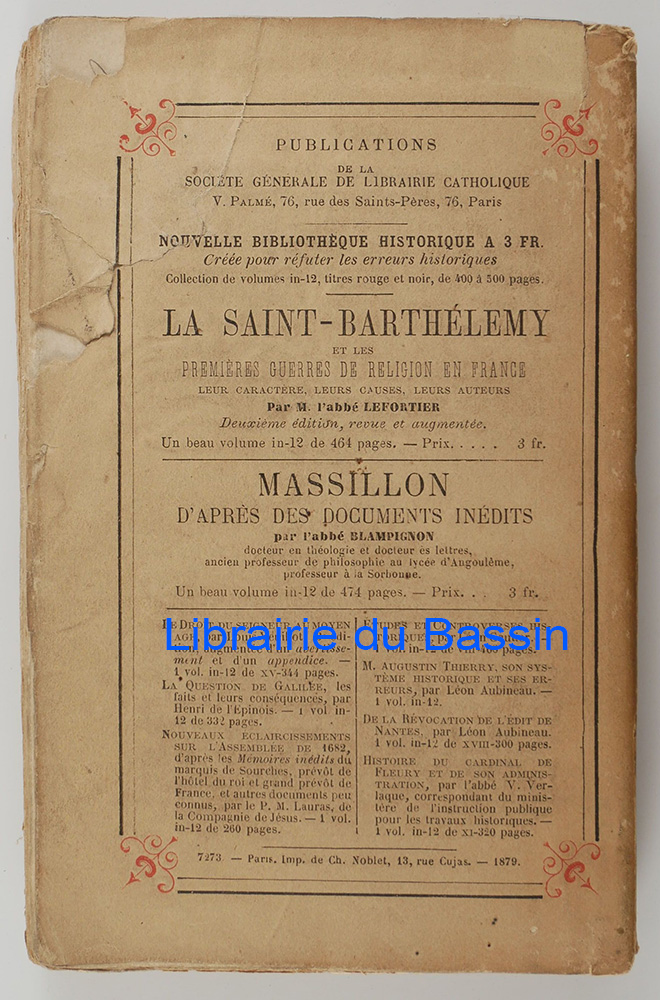 PUBLICATIONS
DE LA
SOCIÉTÉ GÉNÉRALE DE LIBRAIRIE CATHOLIQUE
V. PALMÉ, 76, rue des Saints-Pères, 76, Paris
NOUVELLE BIBLIOTHÈQUE HISTORIQUE A 3 FR.
Créée pour réfuter les erreurs historiques
Collection de volumes in-12, titres rouge et noir, de 400 à 500 pages.
LA SAINT-BARTHÉLEMY
ET LES
PREMIÈRES GUERRES DE RELIGION EN FRANCE
LEUR CARACTÈRE, LEURS CAUSES, LEURS AUTEURS
Par M. l'abbé LEFORTIER
Deuxième édition, revue et augmentée.
Un beau volume in-12 de 464 pages. — Prix. . . . . 3 fr.
MASSILLON
D'APRÈS DES DOCUMENTS INÉDITS
par l'abbé BLAMPIGNON
docteur en théologie et docteur ès lettres,
ancien professeur de philosophie au lycée d'Angoulême,
professeur à la Sorbonne.
Un beau volume in-12 de 474 pages. — Prix. . . 3 fr.
LE DROIT DU SEIGNEUR AU MOYEN
Librairie du Bassin
ment et d'un appendice. —
1 vol. in-12 de XV-344 pages.
LA QUESTION DE GALILÉE, les
faits et leurs conséquences, par
Henri de l'Epinois. — 1 vol. in-
12 de 332 pages.
NOUVEAUX ÉCLAIRCISSEMENTS
SUR L'ASSEMBLÉE DE 1682,
d'après les Mémoires inédits du
marquis de Sourches, prévôt de
l'hôtel du roi et grand prévôt de
France, et autres documents peu
connus, par le P. M. Lauras, de
la Compagnie de Jésus. — 1 vol.
in-12 de 260 pages.
ETUDES ET CONTROVERSES HIS-
M. AUGUSTIN THIERRY, SON SYS-
TÈME HISTORIQUE ET SES ER-
REURS, par Léon Aubineau. —
1 vol. in-12.
DE LA RÉVOCATION DE L'ÉDIT DE
NANTES, par Léon Aubineau.
1 vol. in-12 de XVIII-300 pages.
HISTOIRE DU CARDINAL DE
FLEURY ET DE SON ADMINIS-
TRATION, par l'abbé V. Ver-
laque, correspondant du minis-
tère de l'instruction publique
pour les travaux historiques. —
1 vol. in-12 de XI-320 pages.
7273 — Paris. Imp. de Ch. Noblet, 13, rue Cujas. — 1879.